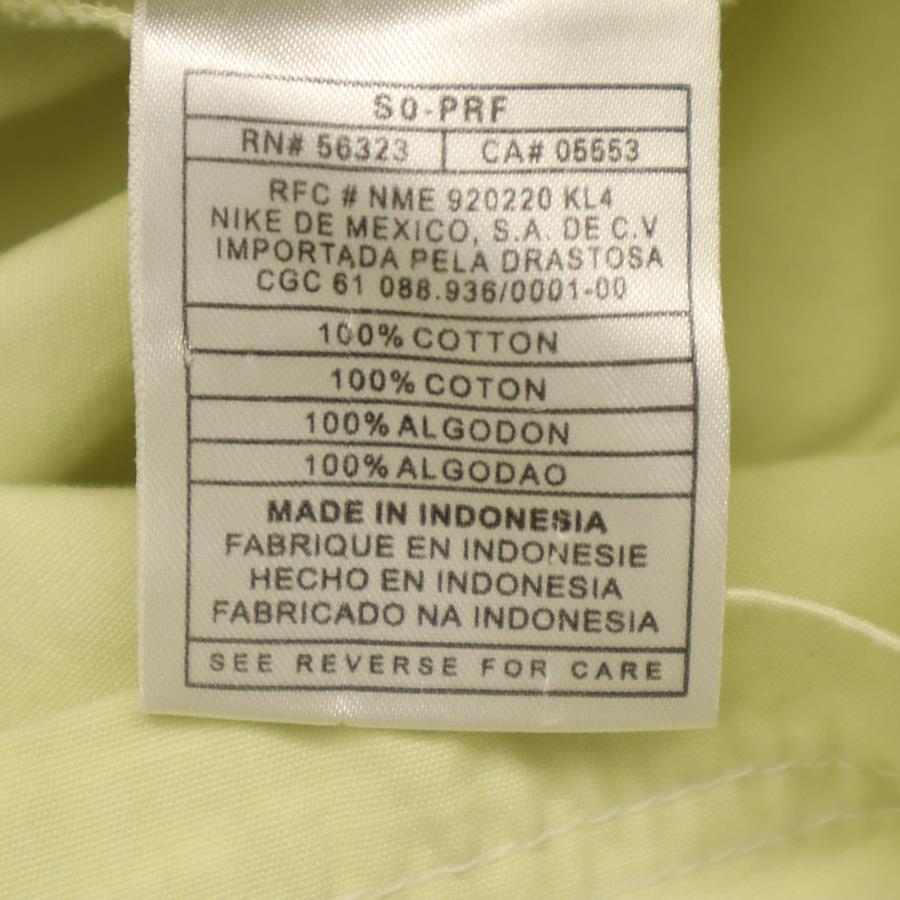 S0-PRF
RN# 56323 CA# 05553
RFC # NME 920220 KL4
NIKE DE MEXICO, S.A. DE C.V
IMPORTADA PELA DRASTOSA
CGC 61 088.936/0001-00
100% COTTON
100% COTON
100% ALGODON
100% ALGODAO
MADE IN INDONESIA
FABRIQUE EN INDONESIE
HECHO EN INDONESIA
FABRICADO NA INDONESIA
SEE REVERSE FOR CARE